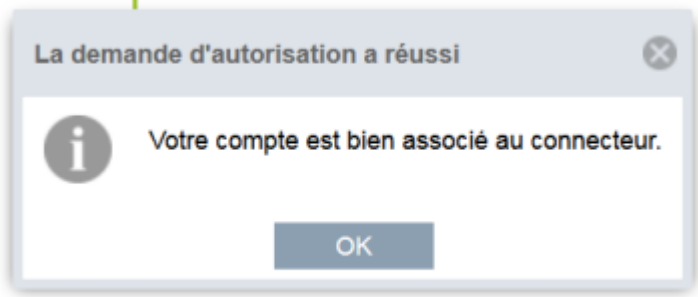 La demande d'autorisation a réussi
Votre compte est bien associé au connecteur.
OK